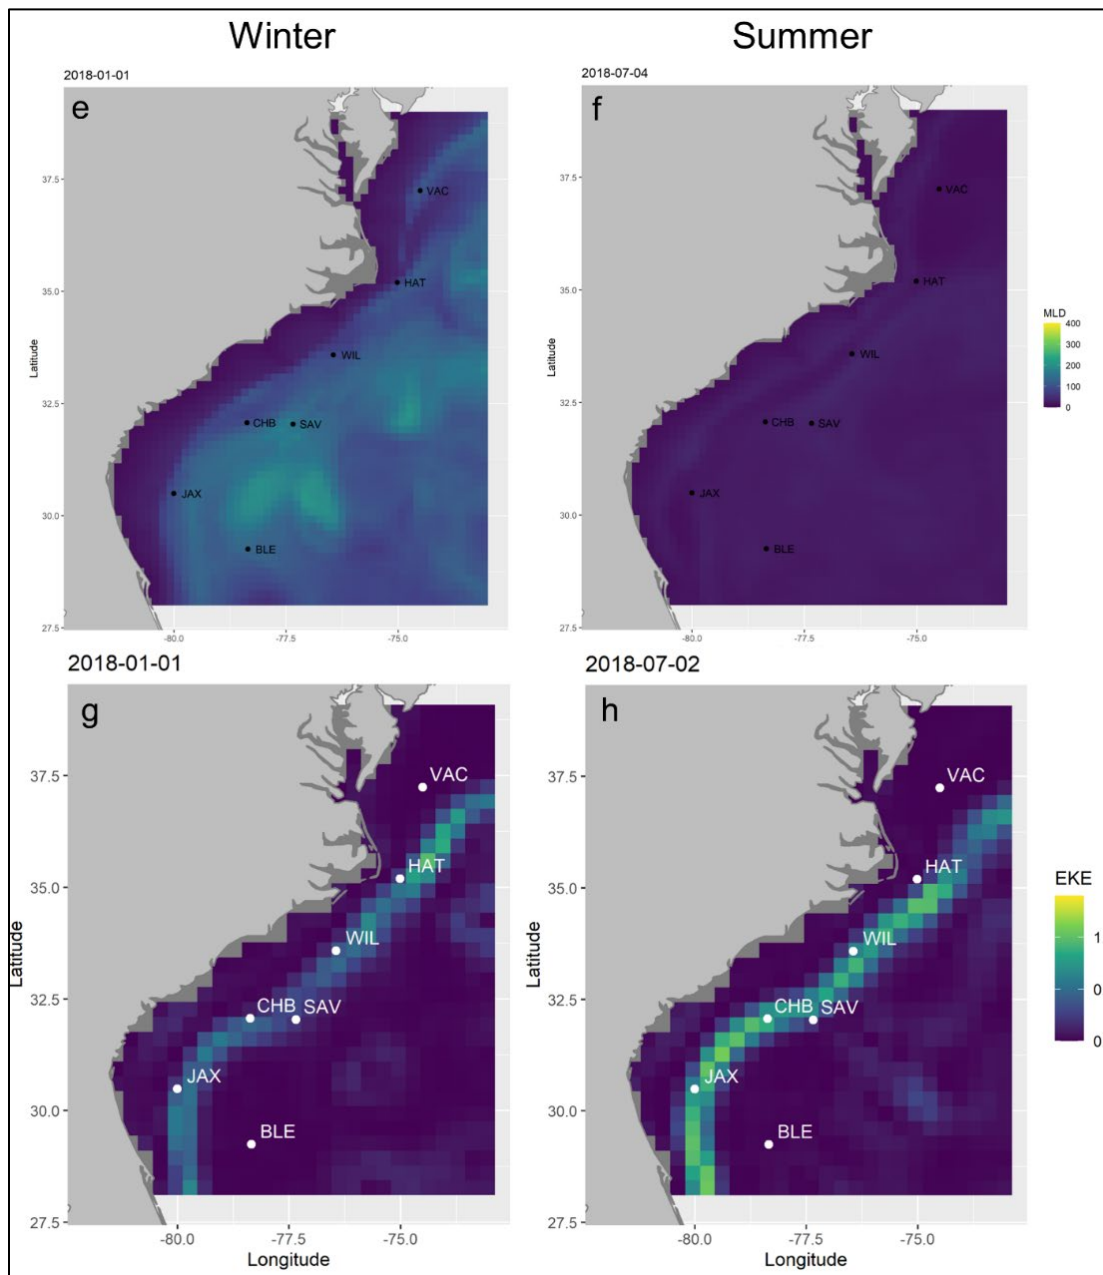 Winter
Summer
2018-01-01
e
37.5
35.0
32.5
30.0
27.5
Latitude
VAC
HAT
WIL
CHB
SAV
JAX
BLE
-80.0
-77.5
-75.0
2018-07-04
f
37.5
35.0
32.5
30.0
27.5
Latitude
VAC
HAT
WIL
CHB
SAV
JAX
BLE
-80.0
-77.5
-75.0
MLD
400
300
200
100
0
2018-01-01
g
37.5
35.0
32.5
30.0
27.5
Latitude
VAC
HAT
WIL
CHB SAV
JAX
BLE
-80.0
-77.5
-75.0
Longitude
2018-07-02
h
37.5
35.0
32.5
30.0
27.5
Latitude
VAC
HAT
WIL
CHB
SAV
JAX
BLE
-80.0
-77.5
-75.0
Longitude
EKE
1
0
0